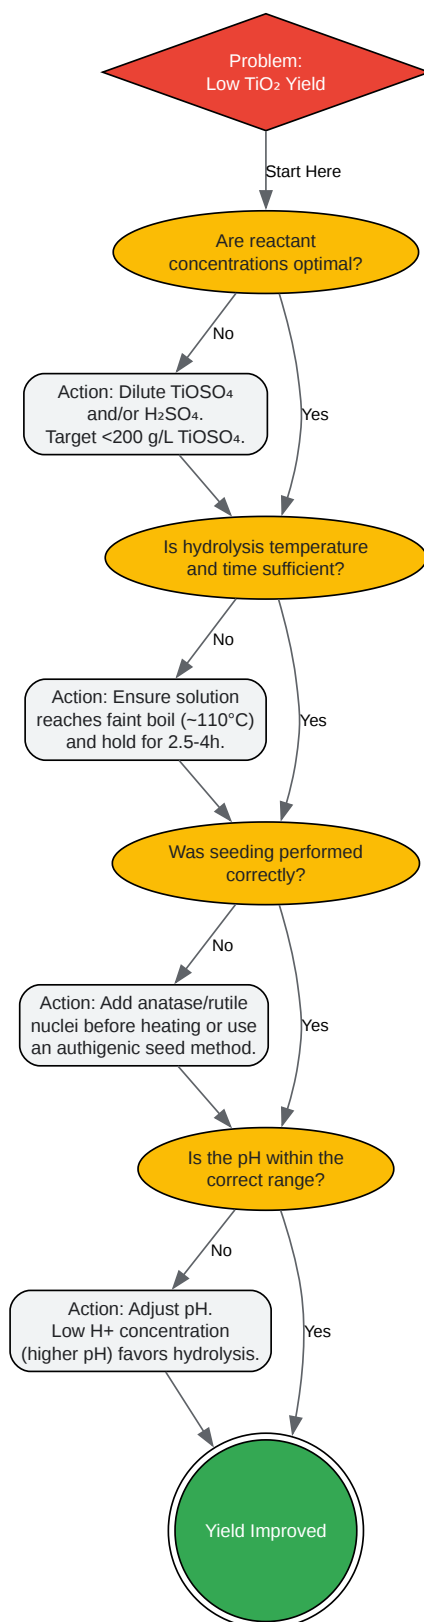 Problem:
Low TiO₂ Yield
Start Here
Are reactant
concentrations optimal?
No
Yes
Action: Dilute TiOSO₄
and/or H₂SO₄.
Target <200 g/L TiOSO₄.
Is hydrolysis temperature
and time sufficient?
No
Yes
Action: Ensure solution
reaches faint boil (~110°C)
and hold for 2.5-4h.
Was seeding performed
correctly?
No
Yes
Action: Add anatase/rutile
nuclei before heating or use
an authigenic seed method.
Is the pH within the
correct range?
No
Yes
Action: Adjust pH.
Low H+ concentration
(higher pH) favors hydrolysis.
Yield Improved